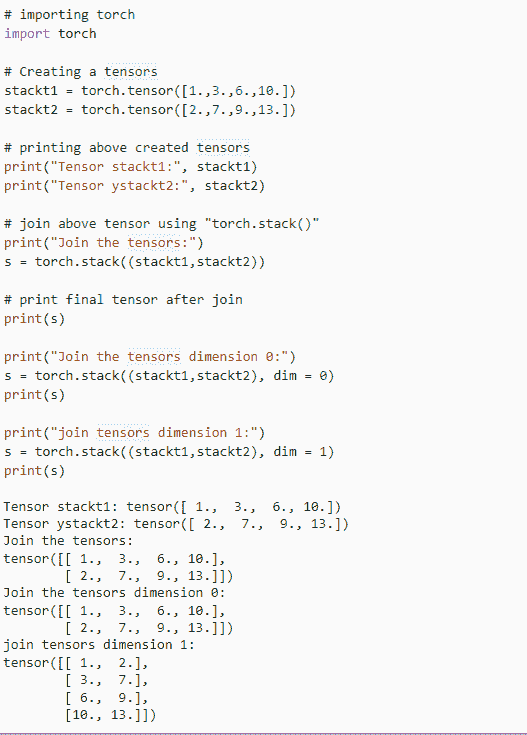 # importing torch
import torch
# Creating a tensors
stackt1 = torch.tensor([1.,3.,6.,10.])
stackt2 = torch.tensor([2.,7.,9.,13.])
# printing above created tensors
print("Tensor stackt1:", stackt1)
print("Tensor ystackt2:", stackt2)
# join above tensor using "torch.stack()"
print("Join the tensors:")
s = torch.stack((stackt1,stackt2))
# print final tensor after join
print(s)
print("Join the tensors dimension 0:")
s = torch.stack((stackt1,stackt2), dim = 0)
print(s)
print("join tensors dimension 1:")
s = torch.stack((stackt1,stackt2), dim = 1)
print(s)
Tensor stackt1: tensor([ 1.,  3.,  6., 10.])
Tensor ystackt2: tensor([ 2.,  7.,  9., 13.])
Join the tensors:
tensor([[ 1.,  3.,  6., 10.],
        [ 2.,  7.,  9., 13.]])
Join the tensors dimension 0:
tensor([[ 1.,  3.,  6., 10.],
        [ 2.,  7.,  9., 13.]])
join tensors dimension 1:
tensor([[ 1.,  2.],
        [ 3.,  7.],
        [ 6.,  9.],
        [10., 13.]])